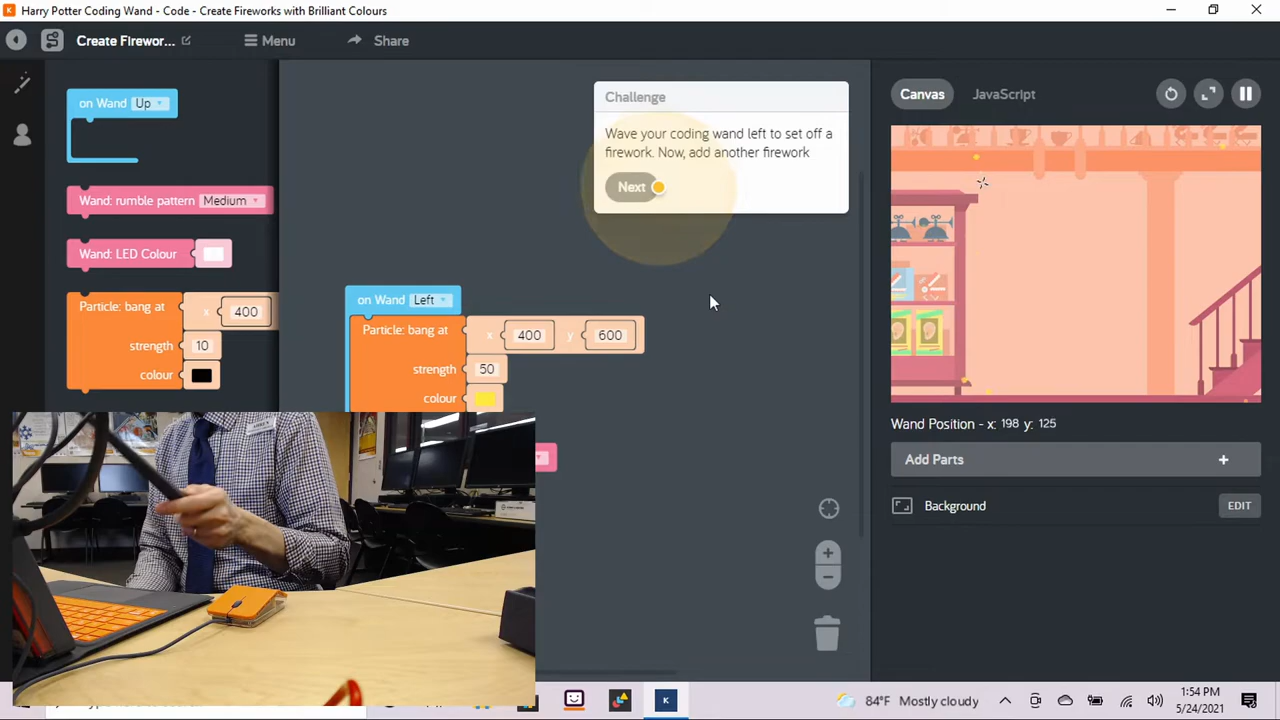 Harry Potter Coding Wand - Code - Create Fireworks with Brilliant Colours
Create Firewor...
Menu
Share
on Wand Up
Wand: rumble pattern Medium
Wand: LED Colour
Particle: bang at x 400
strength 10
colour
Challenge
Wave your coding wand left to set off a
firework. Now, add another firework
Next
on Wand Left
Particle: bang at x 400 y 600
strength 50
colour
Canvas JavaScript
Wand Position - x: 198 y: 125
Add Parts +
Background EDIT
K
84°F Mostly cloudy
1:54 PM
5/24/2021